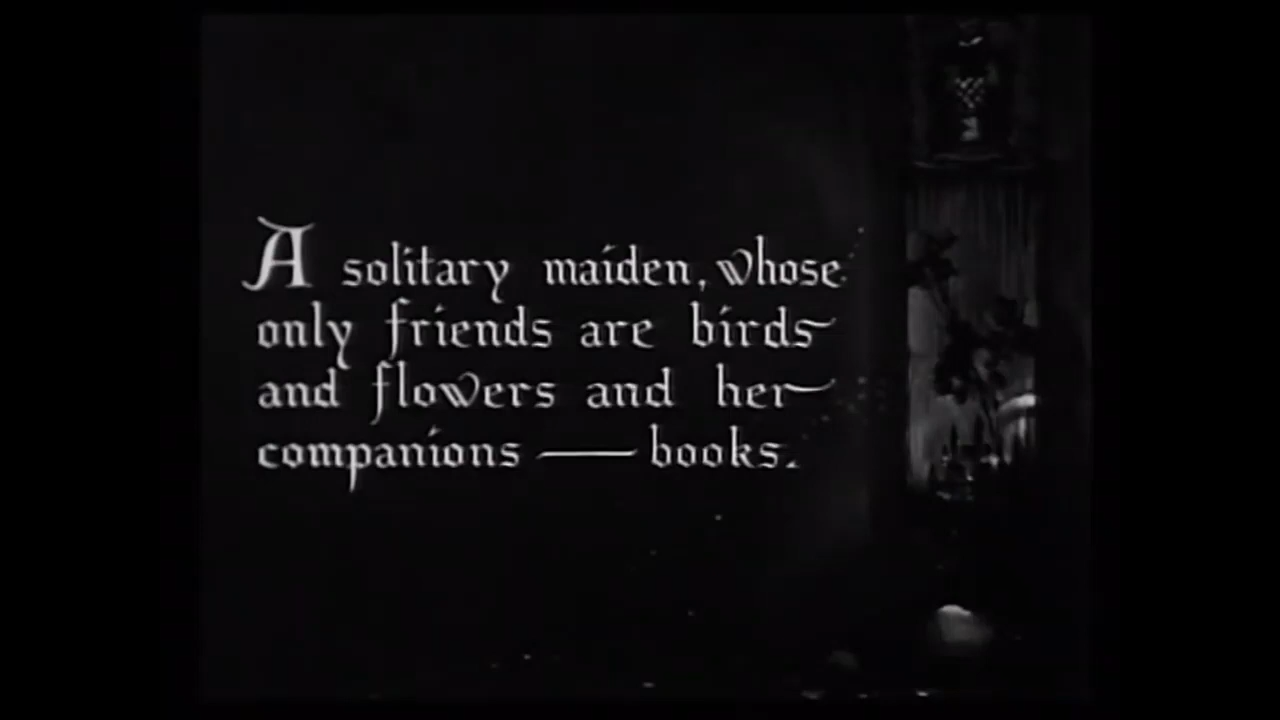 A solitary maiden, whose
only friends are birds
and flowers and her
companions — books.